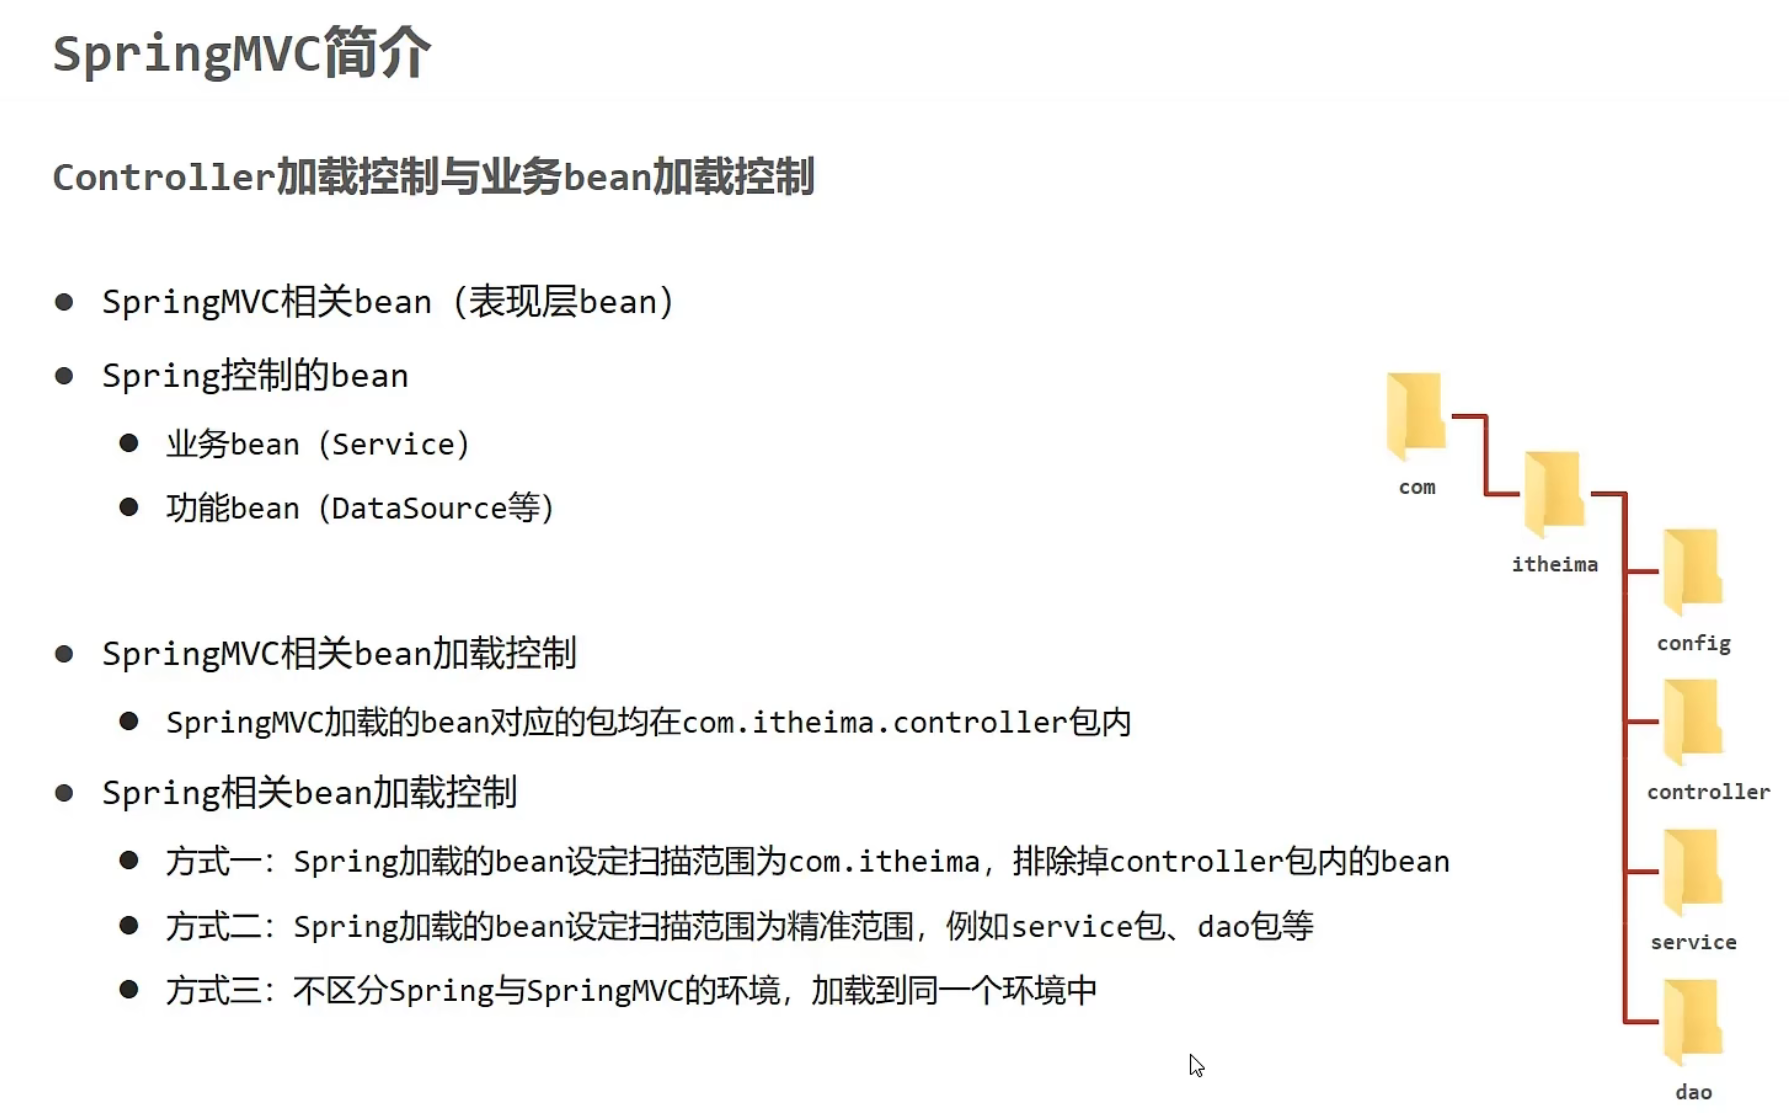 SpringMVC简介
Controller加载控制与业务bean加载控制
SpringMVC相关bean（表现层bean）
Spring控制的bean
业务bean（Service）
功能bean（DataSource等）
SpringMVC相关bean加载控制
SpringMVC加载的bean对应的包均在com.itheima.controller包内
Spring相关bean加载控制
方式一：Spring加载的bean设定扫描范围为com.itheima，排除掉controller包内的bean
方式二：Spring加载的bean设定扫描范围为精准范围，例如service包、dao包等
方式三：不区分Spring与SpringMVC的环境，加载到同一个环境中
com
itheima
config
controller
service
dao